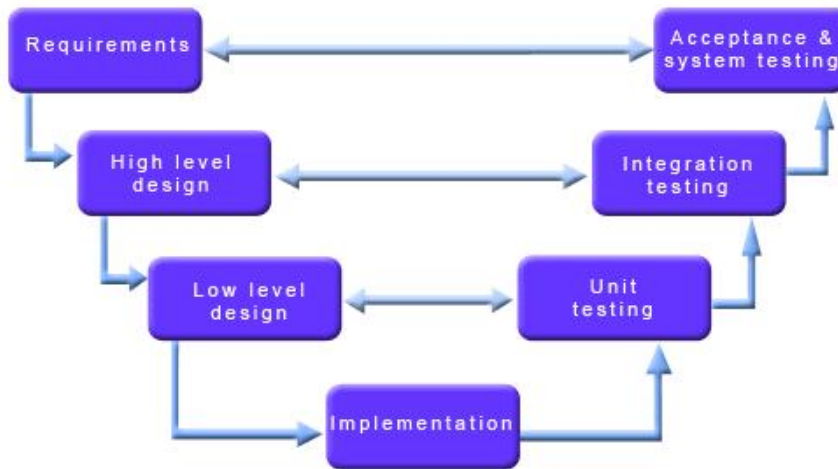 Requirements
Acceptance &
system testing
High level
design
Integration
testing
Low level
design
Unit
testing
Implementation